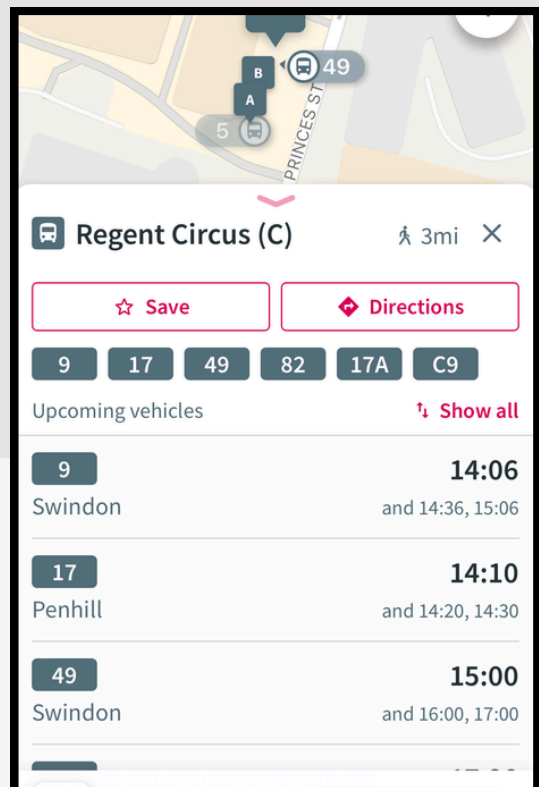 B
49
A
5
PRINCES ST
Regent Circus (C)
3mi
Save
Directions
9 17 49 82 17A C9
Upcoming vehicles
Show all
9
14:06
Swindon
and 14:36, 15:06
17
14:10
Penhill
and 14:20, 14:30
49
15:00
Swindon
and 16:00, 17:00